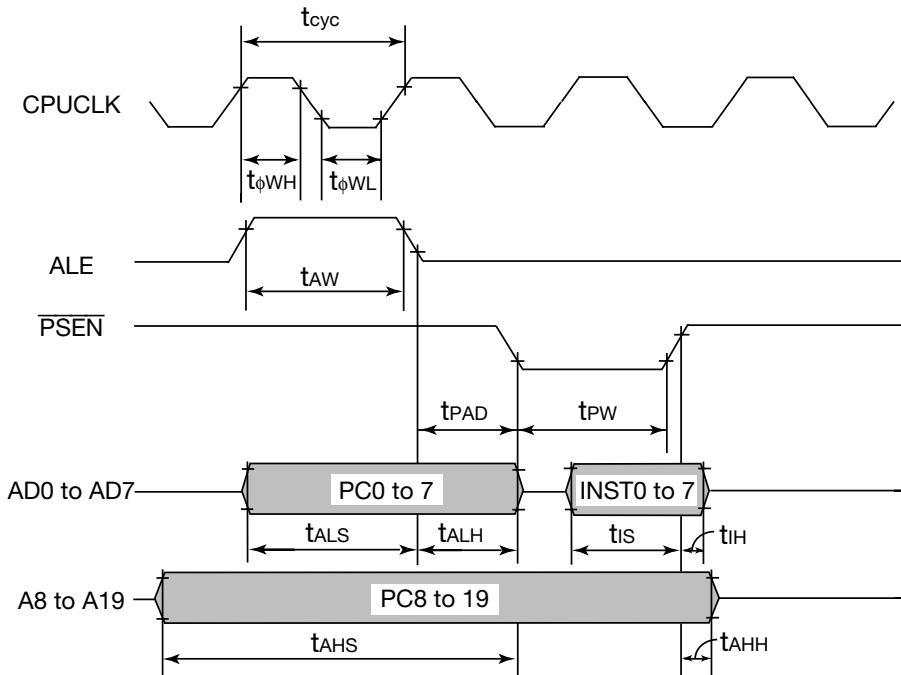 tcyc
CPUCLK
tϕWH tϕWL
ALE
tAW
PSEN
tPAD tPW
AD0 to AD7 PC0 to 7 INST0 to 7
tALS tALH tIS tIH
A8 to A19 PC8 to 19
tAHS tAHH